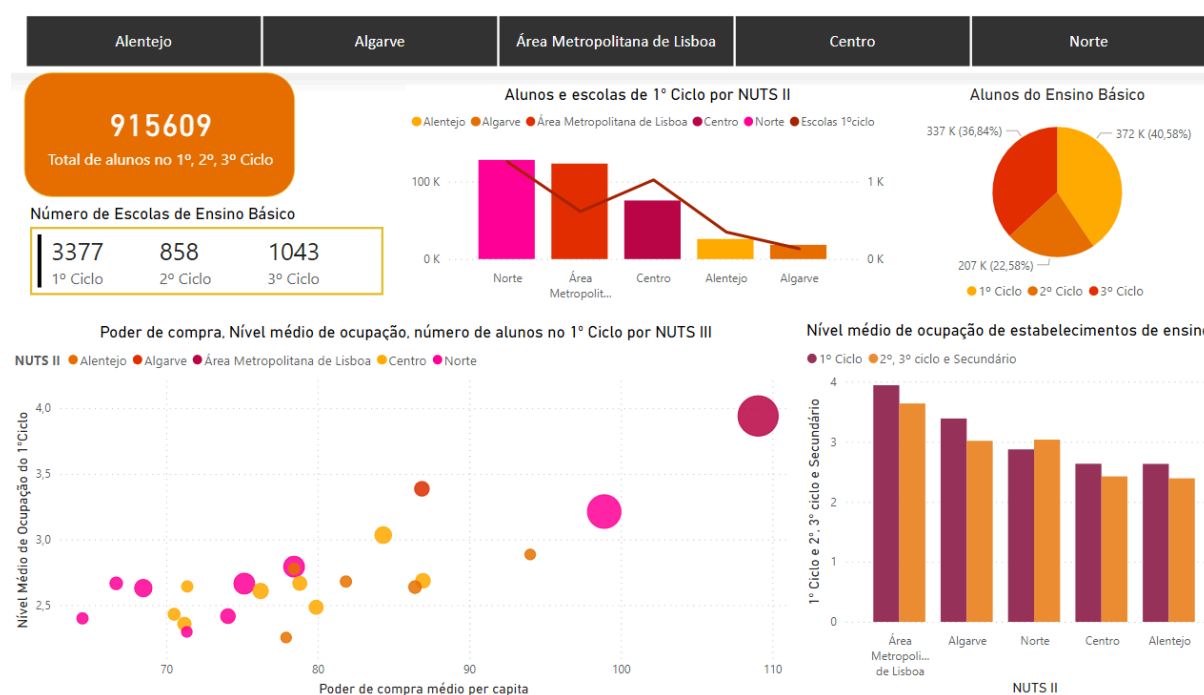 Alentejo
Algarve
Área Metropolitana de Lisboa
Centro
Norte
915609
Total de alunos no 1º, 2º, 3º Ciclo
Número de Escolas de Ensino Básico
3377
858
1043
1º Ciclo
2º Ciclo
3º Ciclo
Alunos e escolas de 1º Ciclo por NUTS II
Alentejo Algarve Área Metropolitana de Lisboa Centro Norte Escolas 1ºciclo
100 K
0 K
1 K
0 K
Norte
Área
Metropolit...
Centro
Alentejo
Algarve
Alunos do Ensino Básico
337 K (36,84%)
372 K (40,58%)
207 K (22,58%)
1º Ciclo 2º Ciclo 3º Ciclo
Poder de compra, Nível médio de ocupação, número de alunos no 1º Ciclo por NUTS III
NUTS II Alentejo Algarve Área Metropolitana de Lisboa Centro Norte
Nível Médio de Ocupação do 1ºCiclo
4,0
3,5
3,0
2,5
70
80
90
100
110
Poder de compra médio per capita
Nível médio de ocupação de estabelecimentos de ensino
1º Ciclo 2º, 3º ciclo e Secundário
1º Ciclo e 2º, 3º ciclo e Secundário
4
3
2
1
0
Área
Metropoli...
de Lisboa
Algarve
Norte
Centro
Alentejo
NUTS II